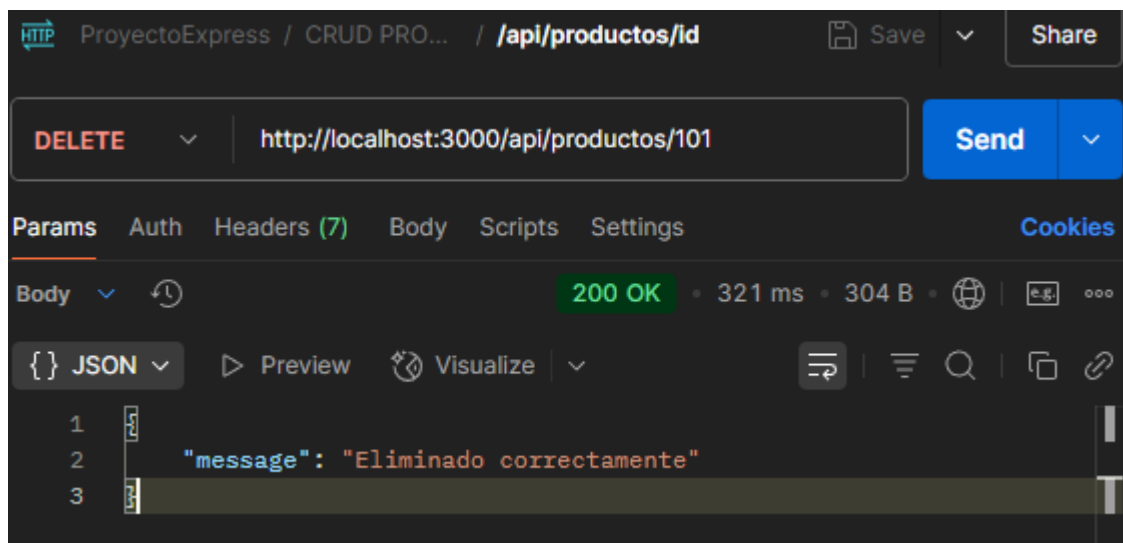 HTTP ProyectoExpress / CRUD PRO... / /api/productos/id Save Share
DELETE http://localhost:3000/api/productos/101 Send
Params Auth Headers (7) Body Scripts Settings Cookies
Body 200 OK • 321 ms • 304 B • e.g. ooo
{} JSON Preview Visualize
1 {
2 "message": "Eliminado correctamente"
3 }